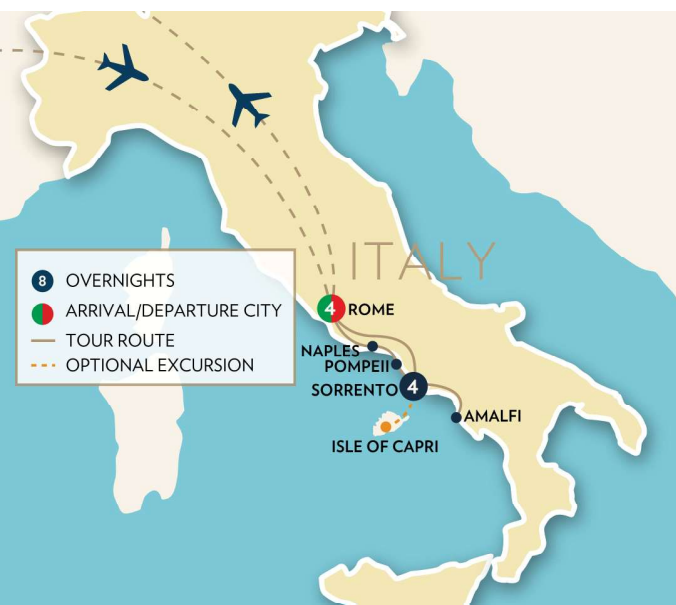 ITALY
8 OVERNIGHTS
ARRIVAL/DEPARTURE CITY
TOUR ROUTE
OPTIONAL EXCURSION
4 ROME
NAPLES
POMPEII
SORRENTO 4
AMALFI
ISLE OF CAPRI